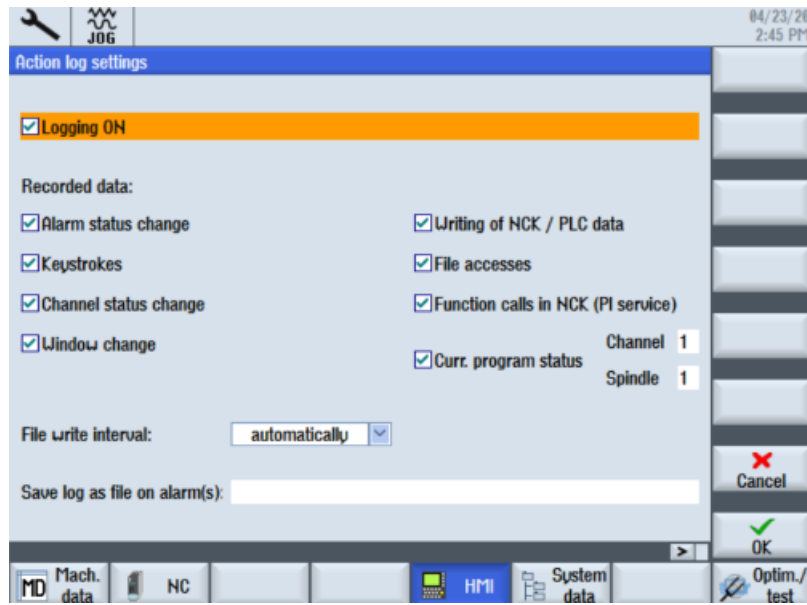 JOG
04/23/20
2:45 PM
Action log settings
Logging ON
Recorded data:
Alarm status change
Writing of NCK / PLC data
Keystrokes
File accesses
Channel status change
Function calls in NCK (PI service)
Window change
Curr. program status
Channel 1
Spindle 1
File write interval: automatically
Save log as file on alarm(s):
Cancel
OK
>
MD Mach. data
NC
HMI
System data
Optim./ test